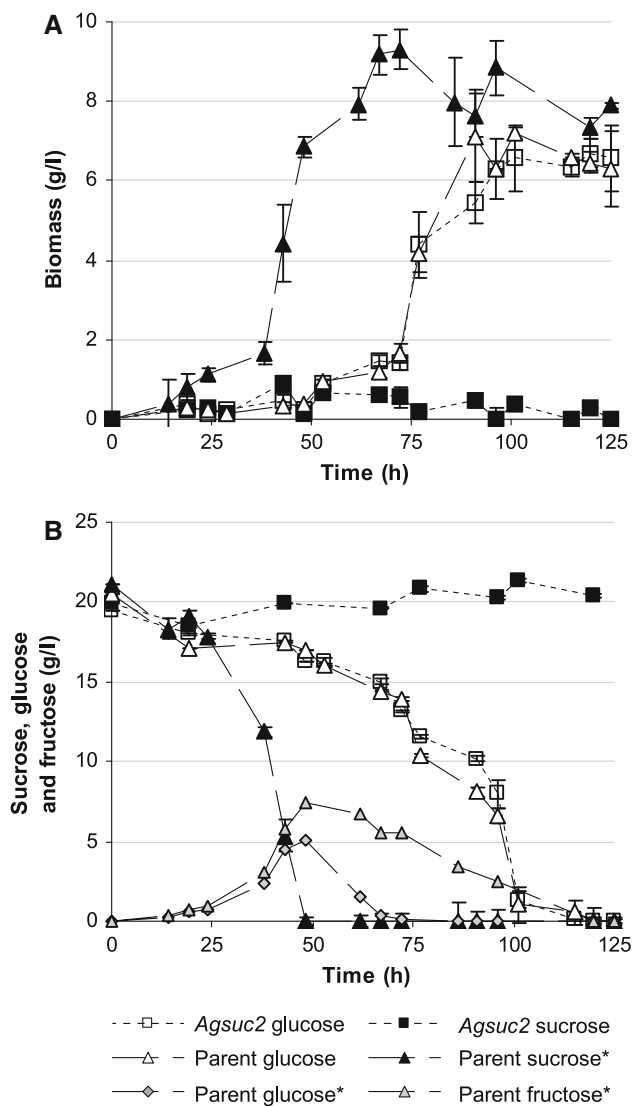 A
10
8
6
4
2
0
Biomass (g/l)
0 25 50 75 100 125
Time (h)
B
25
20
15
10
5
0
Sucrose, glucose
and fructose (g/l)
0 25 50 75 100 125
Time (h)
Agsuc2 glucose Agsuc2 sucrose
Parent glucose Parent sucrose*
Parent glucose* Parent fructose*